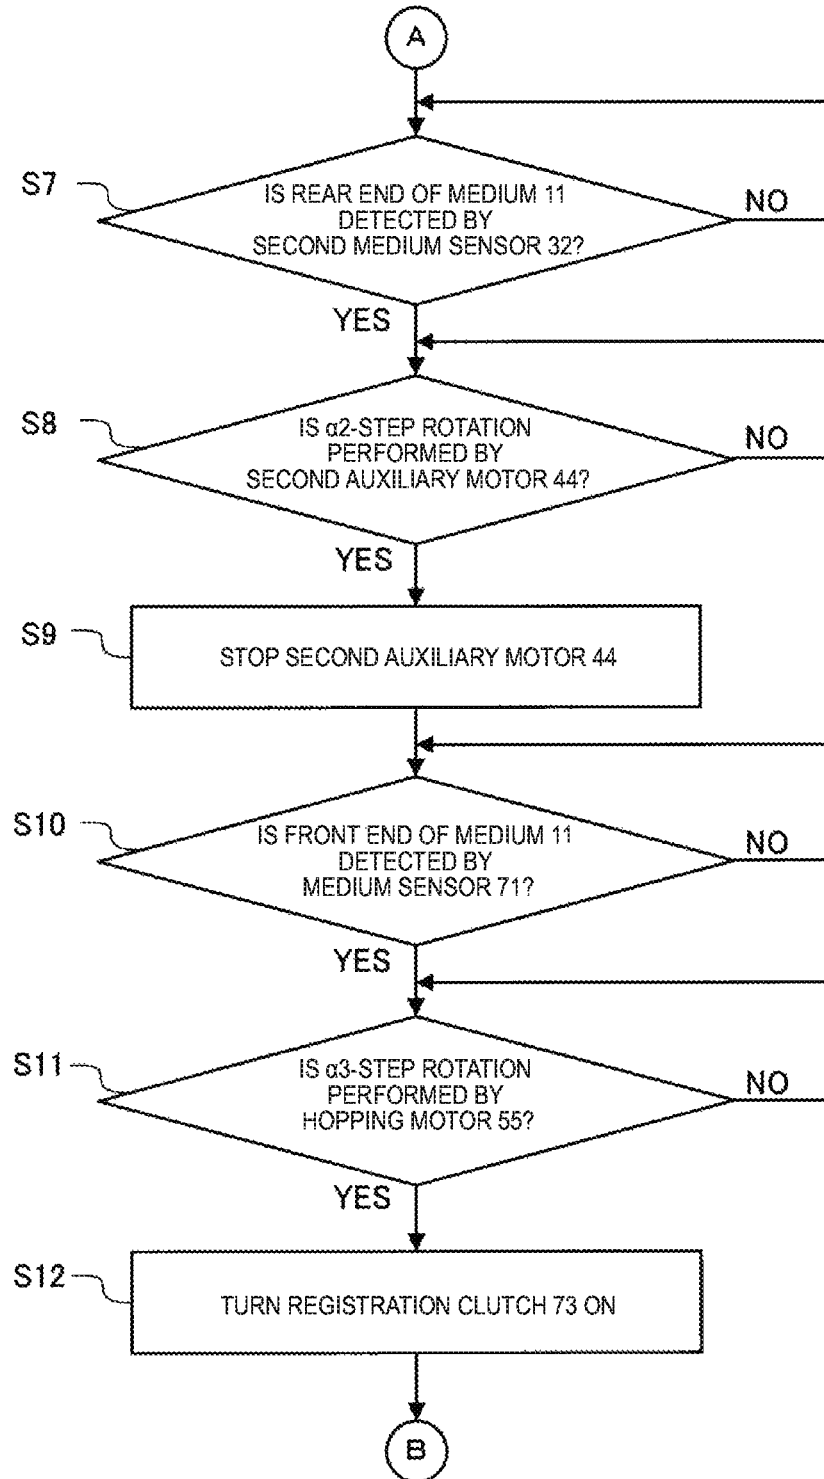 A
S7
IS REAR END OF MEDIUM 11
DETECTED BY
SECOND MEDIUM SENSOR 32?
NO
YES
S8
IS α2-STEP ROTATION
PERFORMED BY
SECOND AUXILIARY MOTOR 44?
NO
YES
S9
STOP SECOND AUXILIARY MOTOR 44
S10
IS FRONT END OF MEDIUM 11
DETECTED BY
MEDIUM SENSOR 71?
NO
YES
S11
IS α3-STEP ROTATION
PERFORMED BY
HOPPING MOTOR 55?
NO
YES
S12
TURN REGISTRATION CLUTCH 73 ON
B